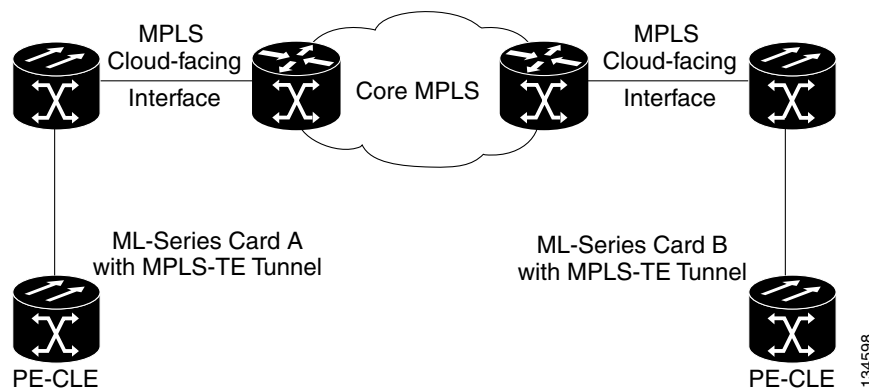 MPLS
Cloud-facing
Interface
Core MPLS
MPLS
Cloud-facing
Interface
ML-Series Card A
with MPLS-TE Tunnel
ML-Series Card B
with MPLS-TE Tunnel
PE-CLE
PE-CLE
134598